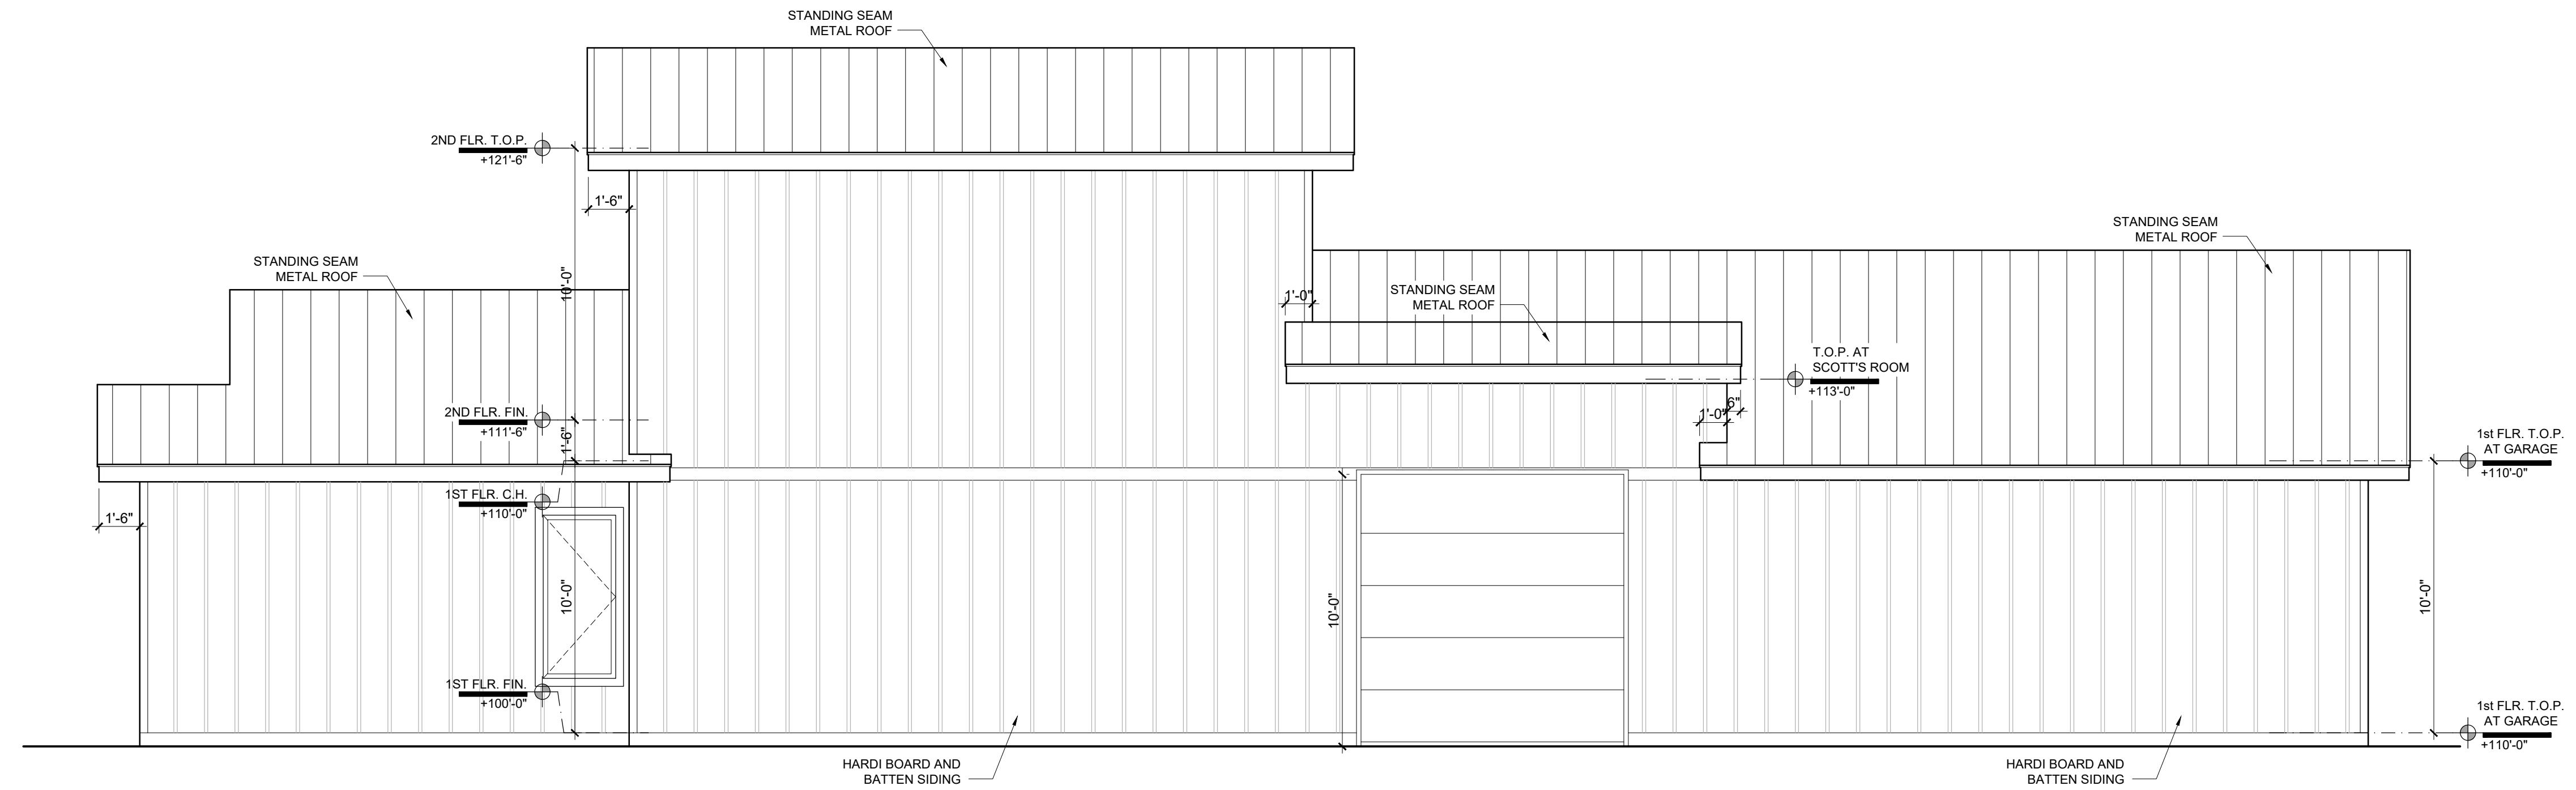 STANDING SEAM
METAL ROOF
2ND FLR. T.O.P.
+121'-6"
1'-6"
STANDING SEAM
METAL ROOF
STANDING SEAM
METAL ROOF
10'-0"
STANDING SEAM
METAL ROOF
1'-0"
T.O.P. AT
SCOTT'S ROOM
+113'-0"
2ND FLR. FIN.
+111'-6"
1'-6"
6"
1'-0"
1st FLR. T.O.P.
AT GARAGE
+110'-0"
1ST FLR. C.H.
+110'-0"
1'-6"
10'-0"
10'-0"
10'-0"
1ST FLR. FIN.
+100'-0"
1st FLR. T.O.P.
AT GARAGE
+110'-0"
HARDI BOARD AND
BATTEN SIDING
HARDI BOARD AND
BATTEN SIDING